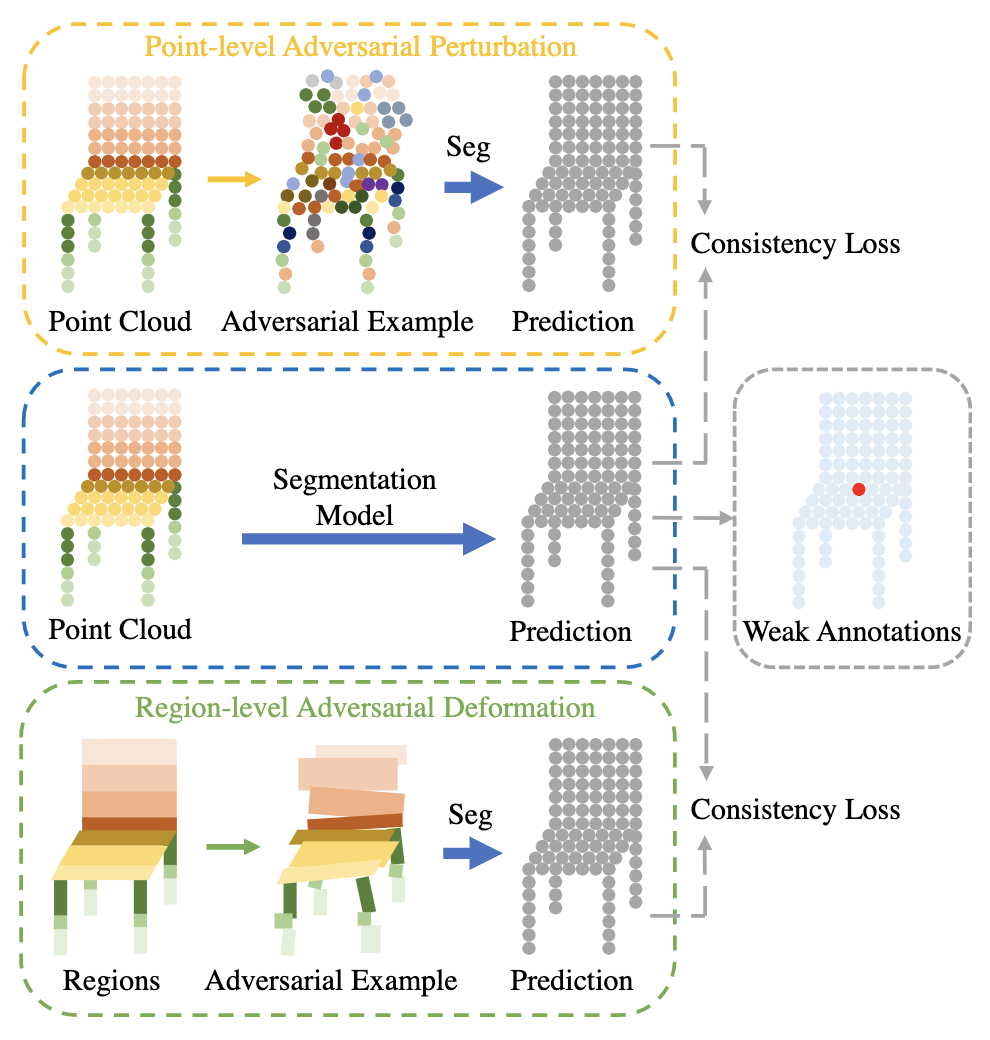 Point-level Adversarial Perturbation
Seg
Point Cloud
Adversarial Example
Prediction
Consistency Loss
Segmentation
Model
Point Cloud
Prediction
Weak Annotations
Region-level Adversarial Deformation
Seg
Regions
Adversarial Example
Prediction
Consistency Loss